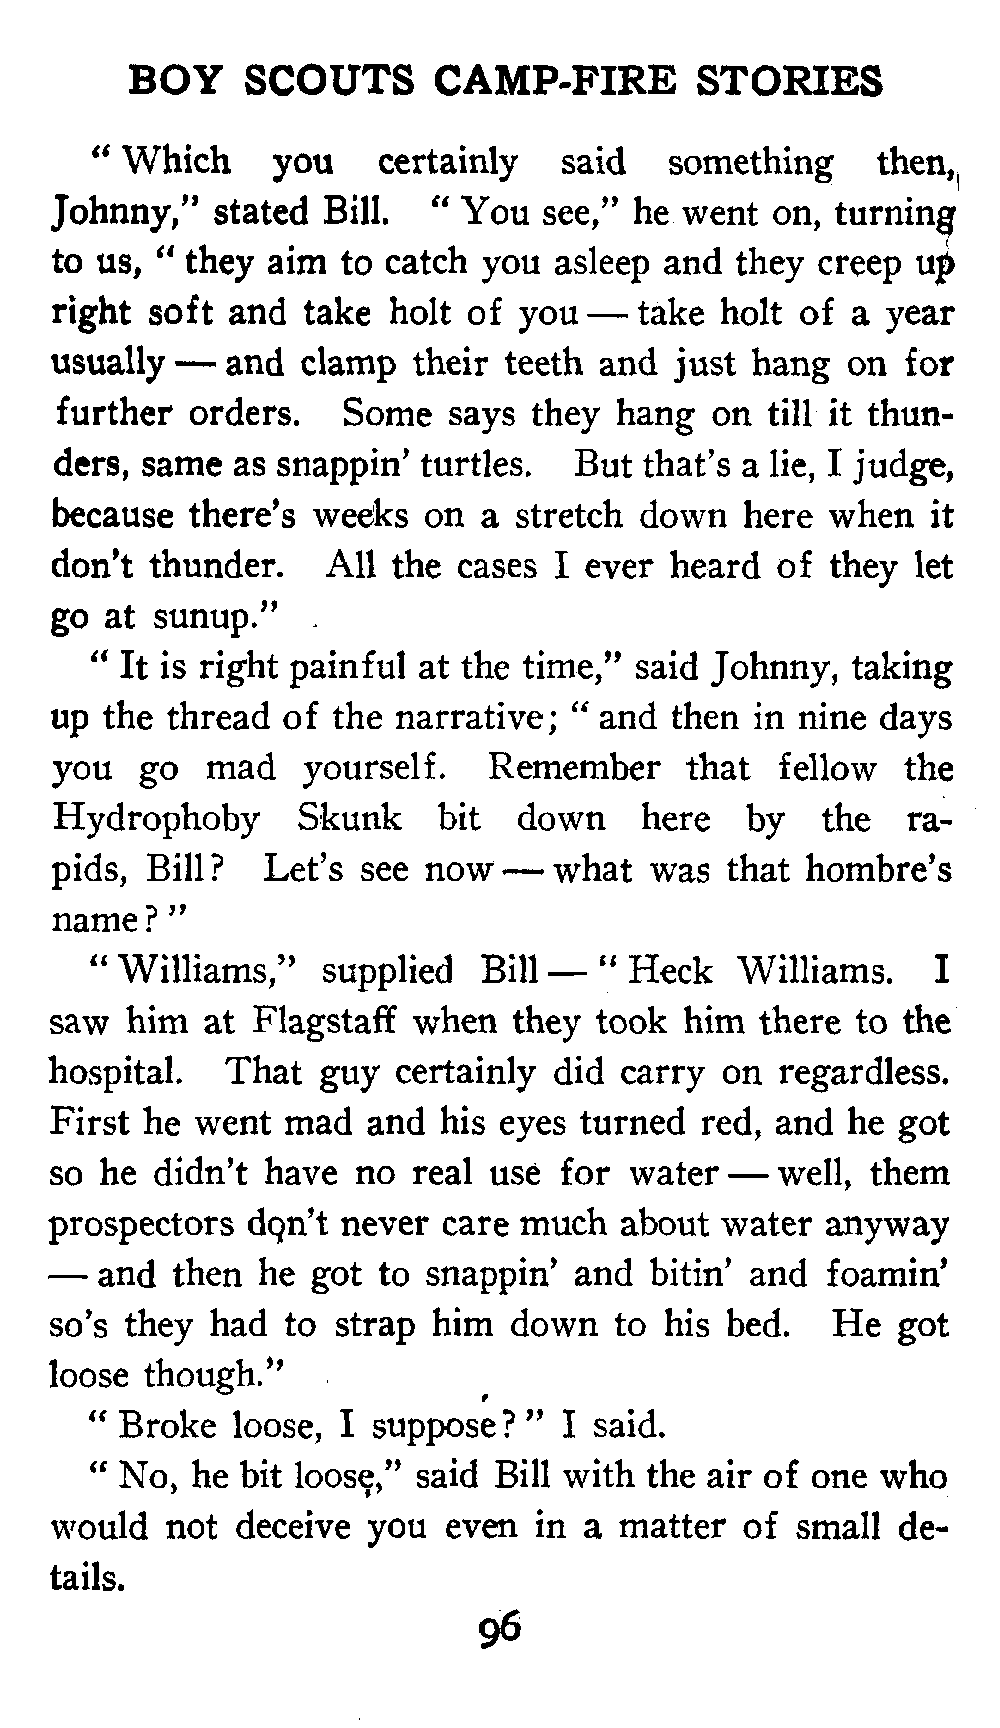 BOY SCOUTS CAMP-FIRE STORIES
" Which you certainly said something then,
Johnny," stated Bill. " You see," he went on, turning
to us, " they aim to catch you asleep and they creep up
right soft and take holt of you — take holt of a year
usually — and clamp their teeth and just hang on for
further orders. Some says they hang on till it thun-
ders, same as snappin' turtles. But that's a lie, I judge,
because there's weeks on a stretch down here when it
don't thunder. All the cases I ever heard of they let
go at sunup."
" It is right painful at the time," said Johnny, taking
up the thread of the narrative; " and then in nine days
you go mad yourself. Remember that fellow the
Hydrophoby Skunk bit down here by the ra-
pids, Bill? Let's see now — what was that hombre's
name? "
" Williams," supplied Bill — " Heck Williams. I
saw him at Flagstaff when they took him there to the
hospital. That guy certainly did carry on regardless.
First he went mad and his eyes turned red, and he got
so he didn't have no real use for water — well, them
prospectors don't never care much about water anyway
— and then he got to snappin' and bitin' and foamin'
so's they had to strap him down to his bed. He got
loose though."
" Broke loose, I suppose? " I said.
" No, he bit loose," said Bill with the air of one who
would not deceive you even in a matter of small de-
tails.
96